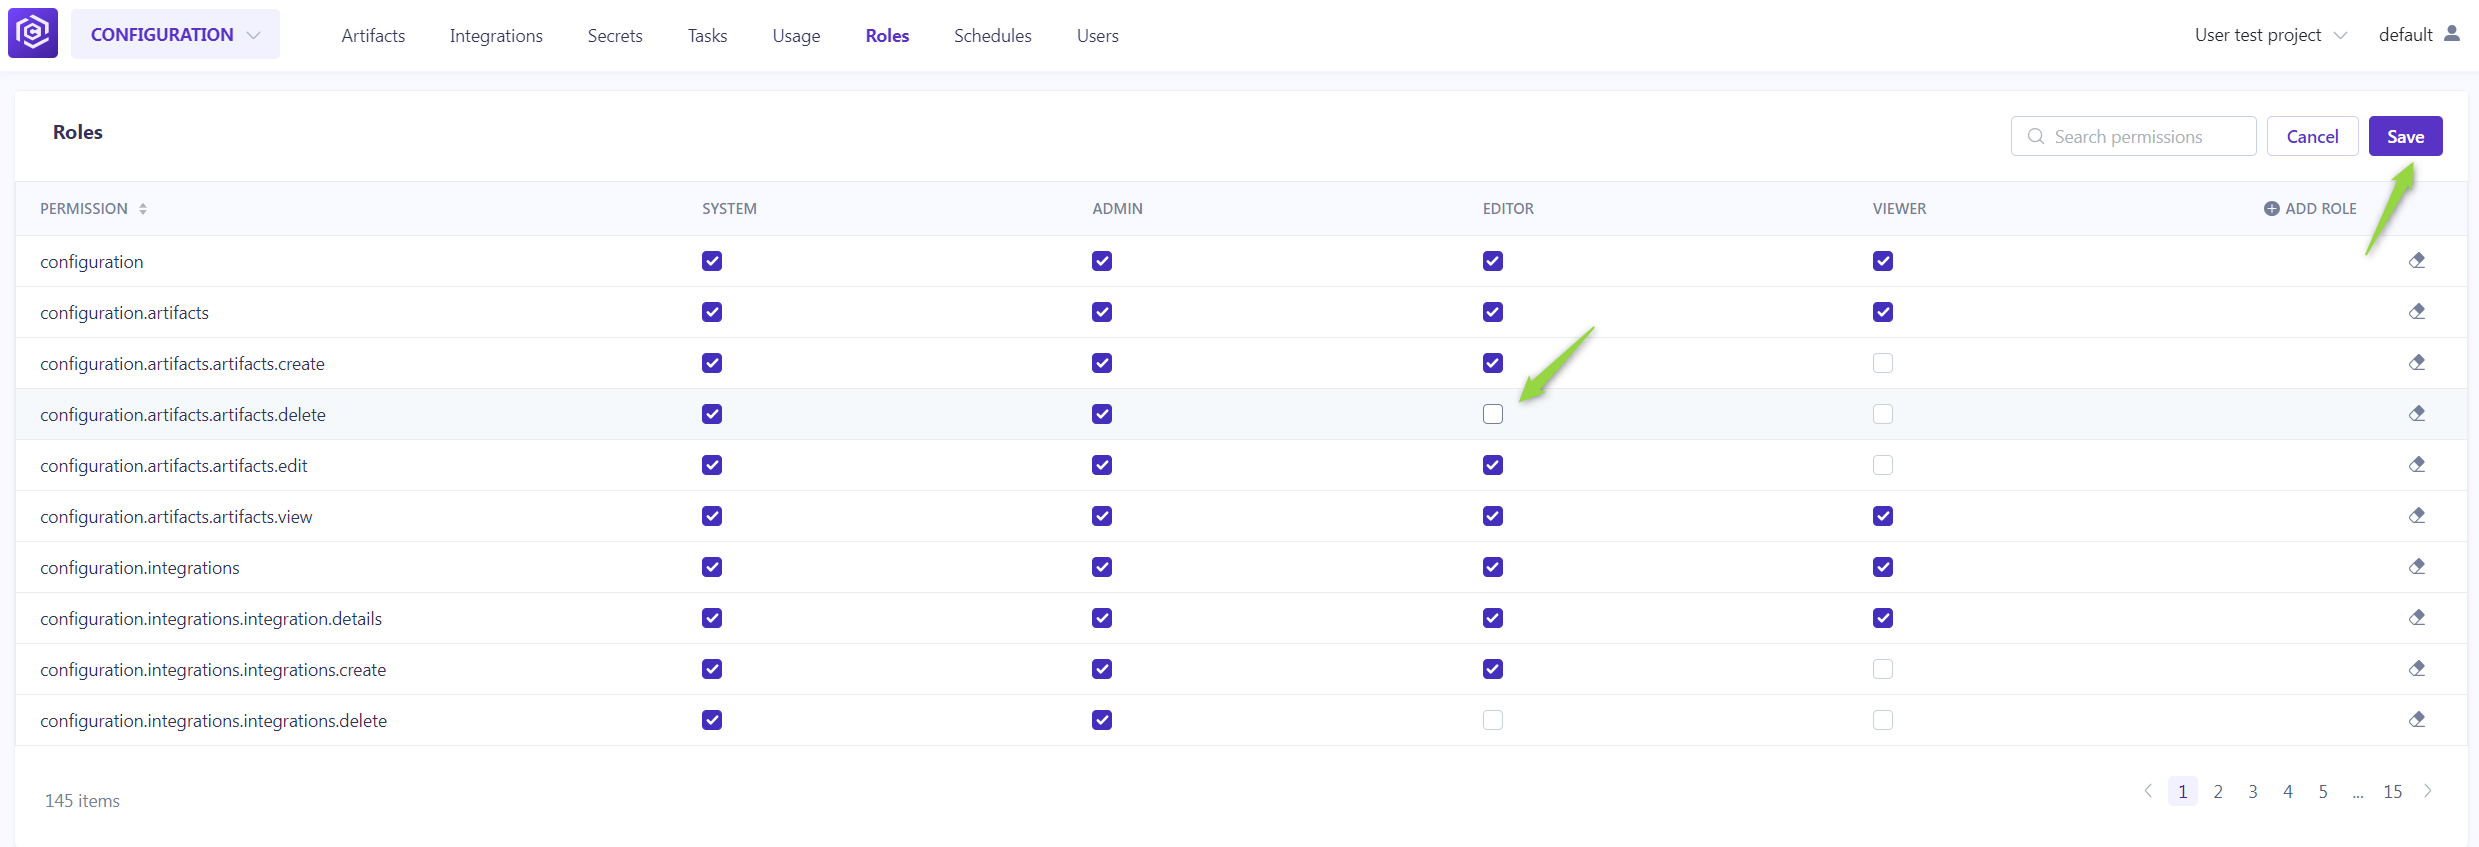 CONFIGURATION Artifacts Integrations Secrets Tasks Usage Roles Schedules Users User test project default
Roles Search permissions Cancel Save
PERMISSION SYSTEM ADMIN EDITOR VIEWER ADD ROLE
configuration
configuration.artifacts
configuration.artifacts.artifacts.create
configuration.artifacts.artifacts.delete
configuration.artifacts.artifacts.edit
configuration.artifacts.artifacts.view
configuration.integrations
configuration.integrations.integration.details
configuration.integrations.integrations.create
configuration.integrations.integrations.delete
145 items 1 2 3 4 5 ... 15